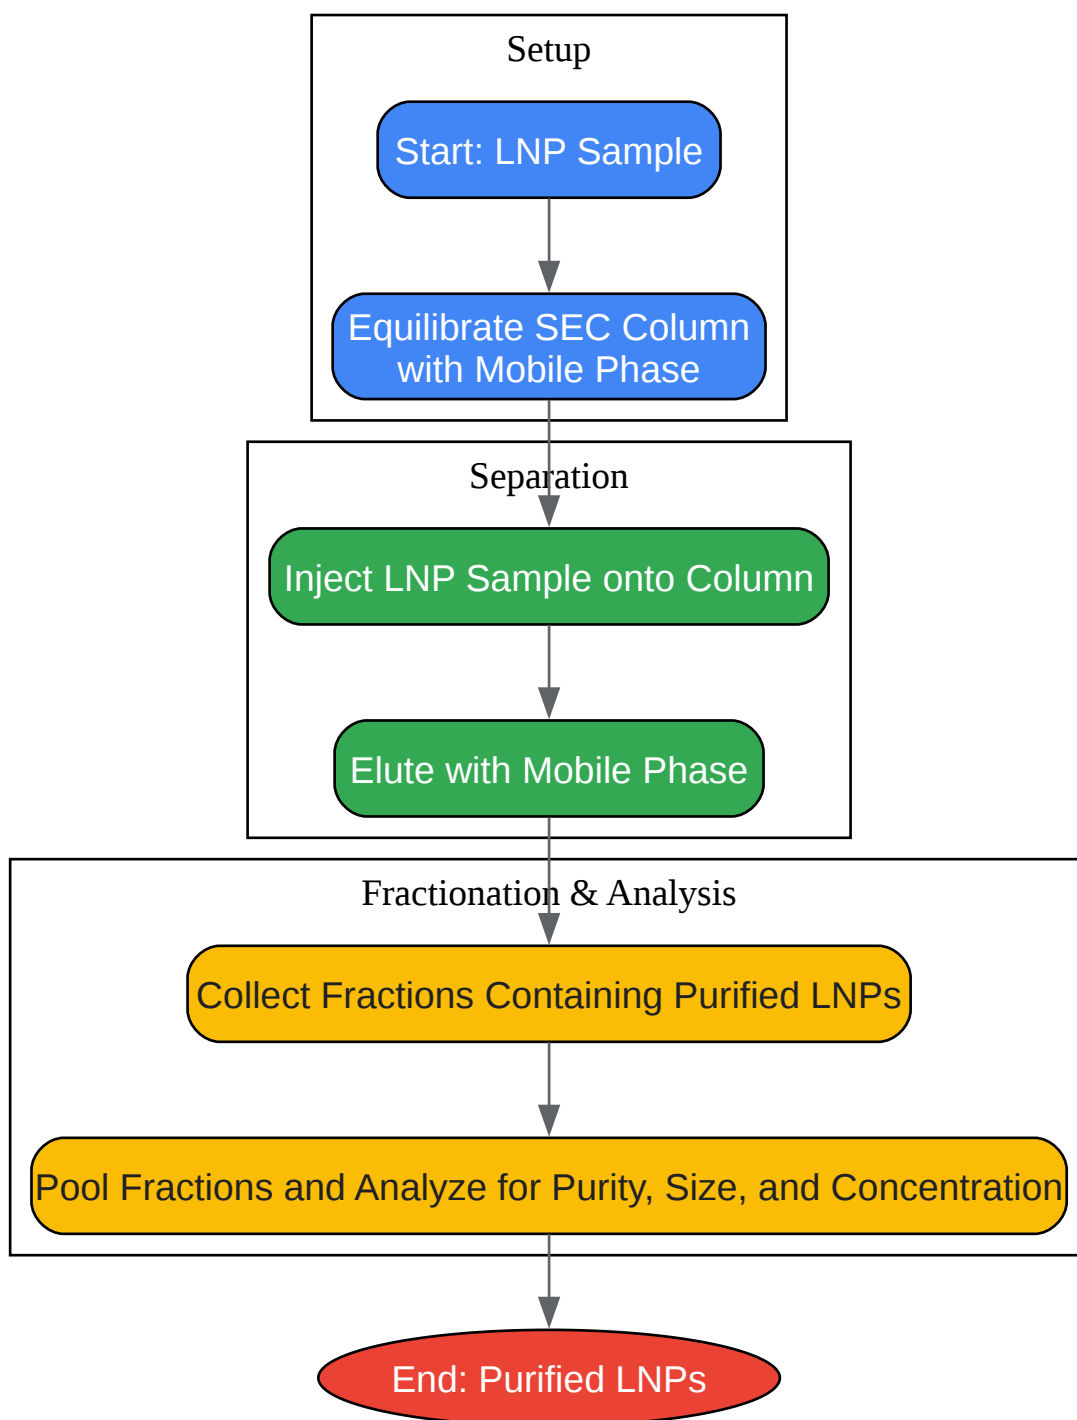 Setup
Start: LNP Sample
Equilibrate SEC Column
with Mobile Phase
Separation
Inject LNP Sample onto Column
Elute with Mobile Phase
Fractionation & Analysis
Collect Fractions Containing Purified LNPs
Pool Fractions and Analyze for Purity, Size, and Concentration
End: Purified LNPs